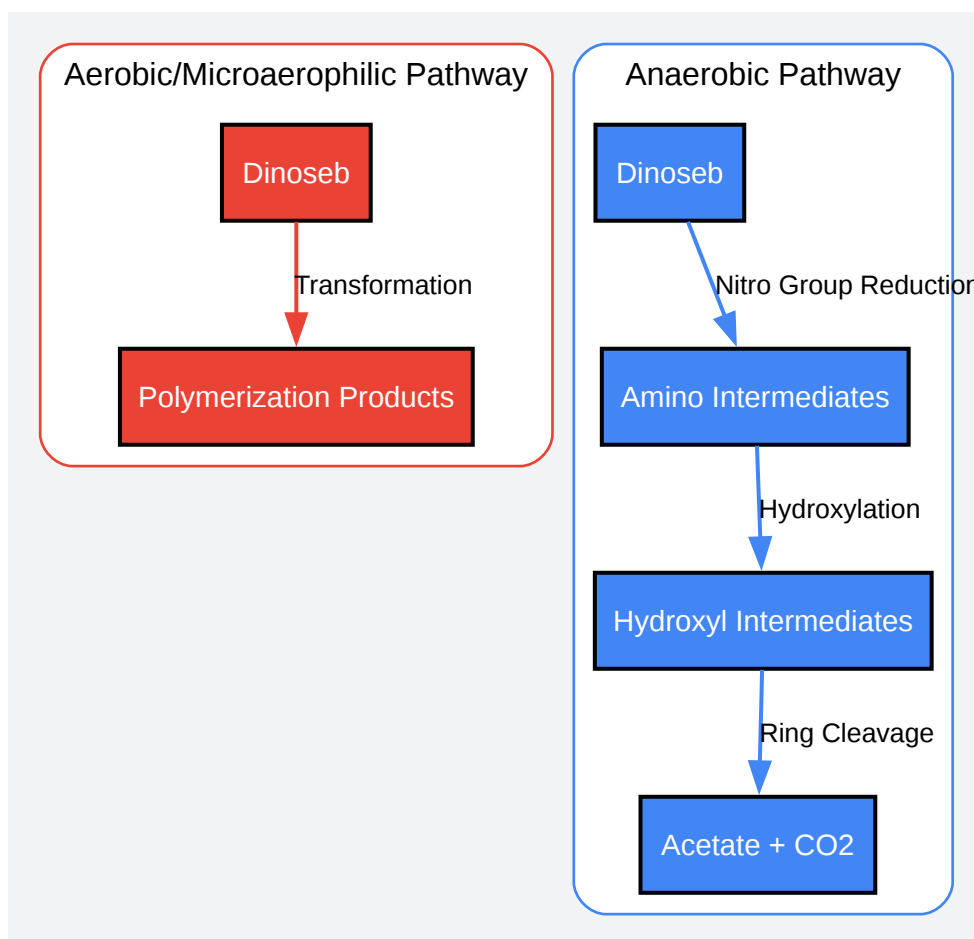 Aerobic/Microaerophilic Pathway
Dinoseb
Transformation
Polymerization Products
Anaerobic Pathway
Dinoseb
Nitro Group Reduction
Amino Intermediates
Hydroxylation
Hydroxyl Intermediates
Ring Cleavage
Acetate + CO2